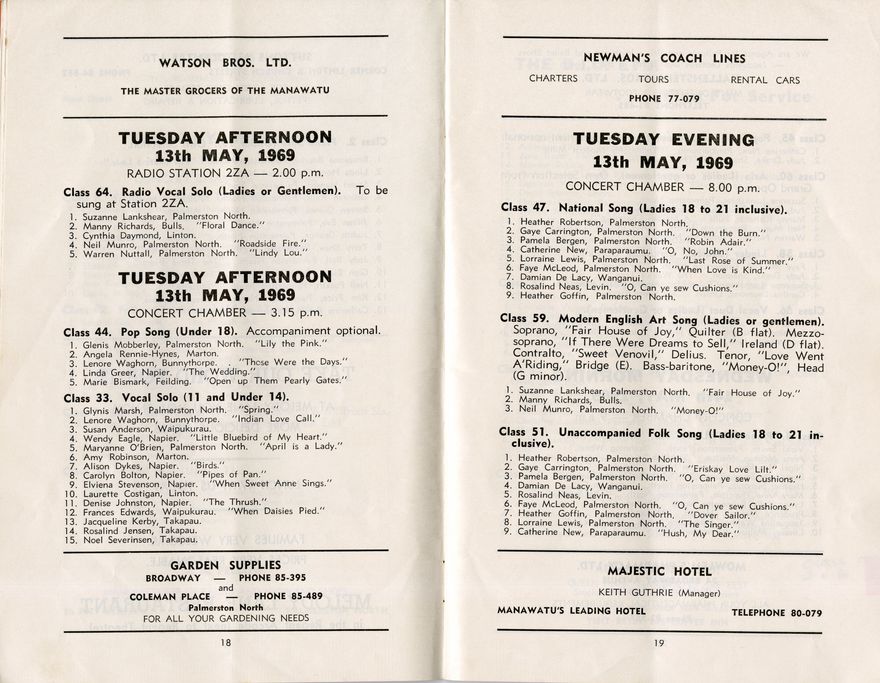 WATSON BROS. LTD.
THE MASTER GROCERS OF THE MANAWATU
TUESDAY AFTERNOON
13th MAY, 1969
RADIO STATION 2ZA — 2.00 p.m.
Class 64. Radio Vocal Solo (Ladies or Gentlemen). To be
sung at Station 2ZA.
1. Suzanne Lankshear, Palmerston North.
2. Manny Richards, Bulls. "Floral Dance."
3. Cynthia Daymond, Linton.
4. Neil Munro, Palmerston North. "Roadside Fire."
5. Warren Nuttall, Palmerston North. "Lindy Lou."
TUESDAY AFTERNOON
13th MAY, 1969
CONCERT CHAMBER — 3.15 p.m.
Class 44. Pop Song (Under 18). Accompaniment optional.
1. Glenis Mobberley, Palmerston North. "Lily the Pink."
2. Angela Rennie-Hynes, Marton.
3. Lenore Waghorn, Bunnythorpe. . "Those Were the Days."
4. Linda Greer, Napier. "The Wedding."
5. Marie Bismark, Feilding. "Open up Them Pearly Gates."
Class 33. Vocal Solo (11 and Under 14).
1. Glynis Marsh, Palmerston North. "Spring."
2. Lenore Waghorn, Bunnythorpe. "Indian Love Call."
3. Susan Anderson, Waipukurau.
4. Wendy Eagle, Napier. "Little Bluebird of My Heart."
5. Maryanne O'Brien, Palmerston North. "April is a Lady."
6. Amy Robinson, Marton.
7. Alison Dykes, Napier. "Birds."
8. Carolyn Bolton, Napier. "Pipes of Pan."
9. Elviena Stevenson, Napier. "When Sweet Anne Sings."
10. Laurette Costigan, Linton.
11. Denise Johnston, Napier. "The Thrush."
12. Frances Edwards, Waipukurau. "When Daisies Pied."
13. Jacqueline Kerby, Takapau.
14. Rosalind Jensen, Takapau.
15. Noel Severinsen, Takapau.
GARDEN SUPPLIES
BROADWAY — PHONE 85-395
and
COLEMAN PLACE — PHONE 85-489
Palmerston North
FOR ALL YOUR GARDENING NEEDS
18
NEWMAN'S COACH LINES
CHARTERS TOURS RENTAL CARS
PHONE 77-079
TUESDAY EVENING
13th MAY, 1969
CONCERT CHAMBER — 8.00 p.m.
Class 47. National Song (Ladies 18 to 21 inclusive).
1. Heather Robertson, Palmerston North.
2. Gaye Carrington, Palmerston North. "Down the Burn."
3. Pamela Bergen, Palmerston North. "Robin Adair."
4. Catherine New, Paraparaumu. "O, No, John."
5. Lorraine Lewis, Palmerston North. "Last Rose of Summer."
6. Faye McLeod, Palmerston North. "When Love is Kind."
7. Damian De Lacy, Wanganui.
8. Rosalind Neas, Levin. "O, Can ye sew Cushions."
9. Heather Goffin, Palmerston North.
Class 59. Modern English Art Song (Ladies or gentlemen).
Soprano, "Fair House of Joy," Quilter (B flat). Mezzo-
soprano, "If There Were Dreams to Sell," Ireland (D flat).
Contralto, "Sweet Venovil," Delius. Tenor, "Love Went
A'Riding," Bridge (E). Bass-baritone, "Money-O!", Head
(G minor).
1. Suzanne Lankshear, Palmerston North. "Fair House of Joy."
2. Manny Richards, Bulls.
3. Neil Munro, Palmerston North. "Money-O!"
Class 51. Unaccompanied Folk Song (Ladies 18 to 21 in-
clusive).
1. Heather Robertson, Palmerston North.
2. Gaye Carrington, Palmerston North. "Eriskay Love Lilt."
3. Pamela Bergen, Palmerston North. "O, Can ye sew Cushions."
4. Damian De Lacy, Wanganui.
5. Rosalind Neas, Levin.
6. Faye McLeod, Palmerston North. "O, Can ye sew Cushions."
7. Heather Goffin, Palmerston North. "Dover Sailor."
8. Lorraine Lewis, Palmerston North. "The Singer."
9. Catherine New, Paraparaumu. "Hush, My Dear."
MAJESTIC HOTEL
KEITH GUTHRIE (Manager)
MANAWATU'S LEADING HOTEL TELEPHONE 80-079
19